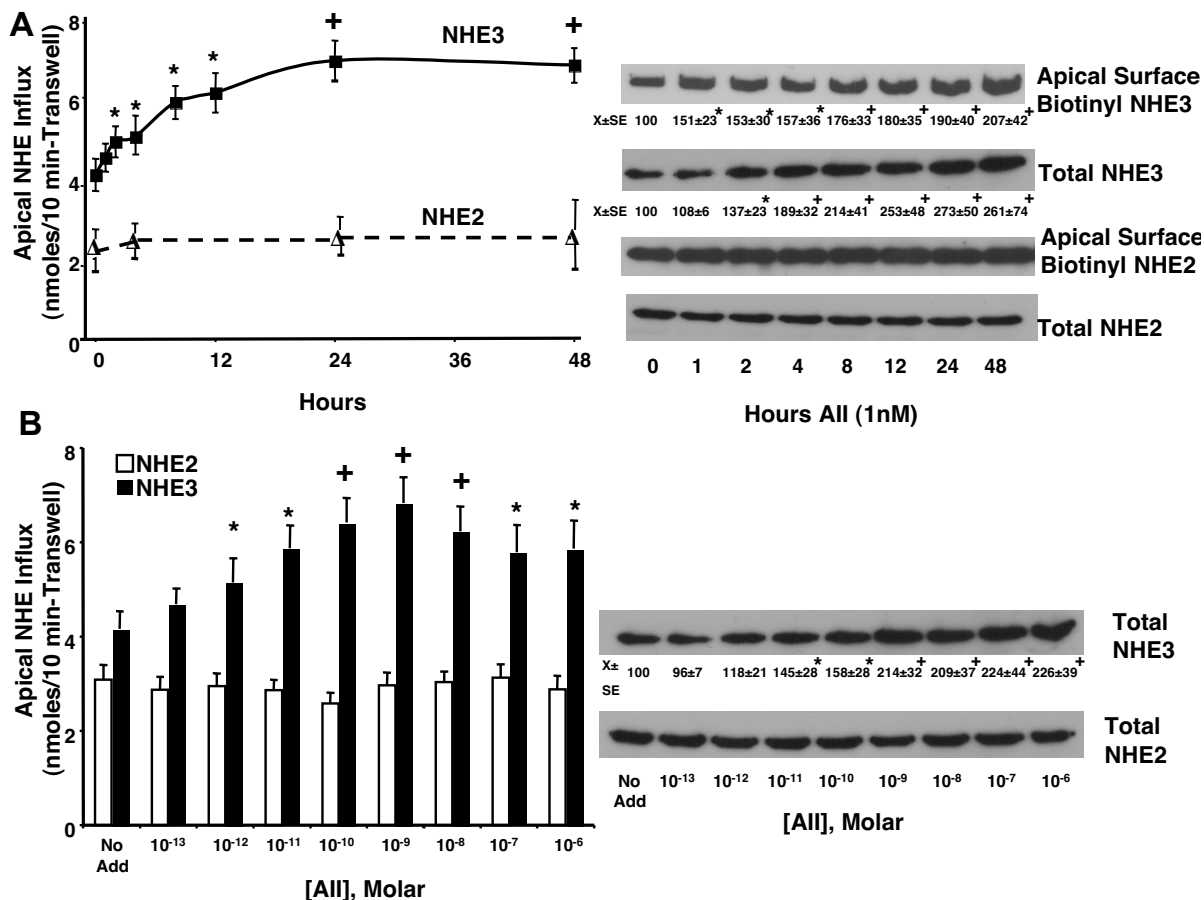 A
8
6
4
2
0
Apical NHE Influx
(nmoles/10 min-Transwell)
* * * * + +
NHE3
NHE2
0 12 24 36 48
Hours
Apical Surface
Biotinyl NHE3
X±SE 100 151±23* 153±30* 157±36* 176±33+ 180±35+ 190±40+ 207±42+
Total NHE3
X±SE 100 108±6 137±23* 189±32+ 214±41+ 253±48+ 273±50+ 261±74+
Apical Surface
Biotinyl NHE2
Total NHE2
0 1 2 4 8 12 24 48
Hours AII (1nM)
B
8
6
4
2
0
Apical NHE Influx
(nmoles/10 min-Transwell)
NHE2
NHE3
* * + + + * *
No Add 10-13 10-12 10-11 10-10 10-9 10-8 10-7 10-6
[AII], Molar
Total
NHE3
X± SE 100 96±7 118±21 145±28* 158±28* 214±32+ 209±37+ 224±44+ 226±39+
Total
NHE2
No Add 10-13 10-12 10-11 10-10 10-9 10-8 10-7 10-6
[AII], Molar